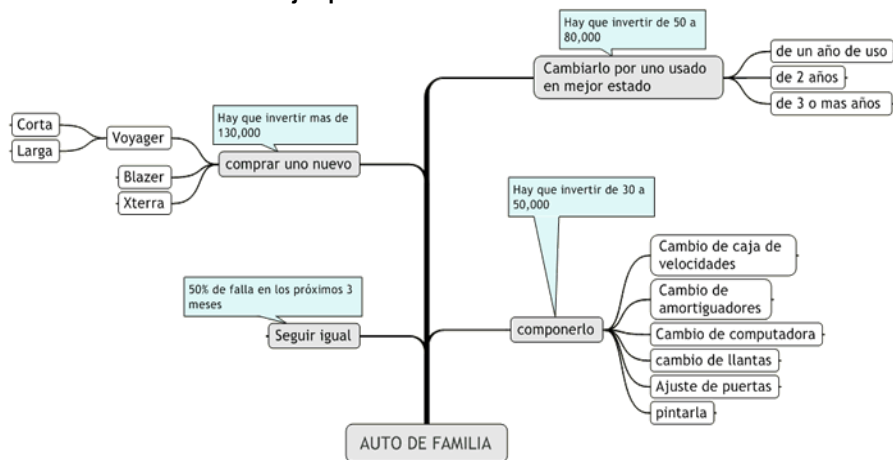 Hay que invertir de 50 a
80,000
Cambiarlo por uno usado
en mejor estado
de un año de uso
de 2 años
de 3 o mas años
Hay que invertir mas de
130,000
comprar uno nuevo
Voyager
Corta
Larga
Blazer
Xterra
Hay que invertir de 30 a
50,000
componerlo
Cambio de caja de
velocidades
Cambio de
amortiguadores
Cambio de computadora
cambio de llantas
Ajuste de puertas
pintarla
50% de falla en los próximos 3
meses
Seguir igual
AUTO DE FAMILIA